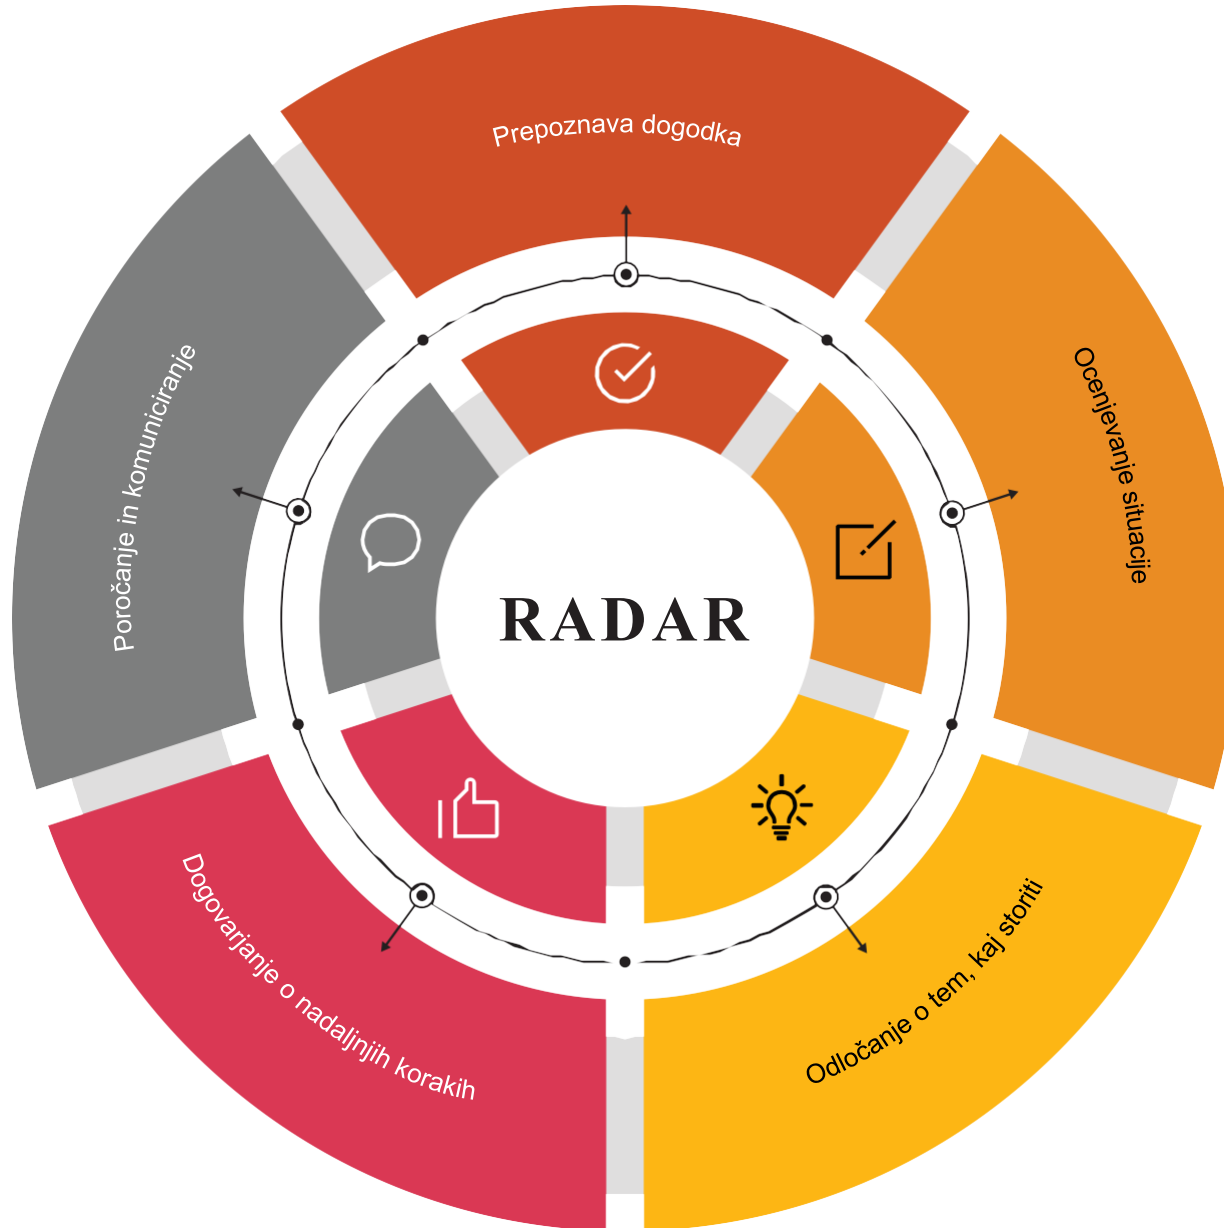 Prepoznava dogodka
Ocenjevanje situacije
Odločanje o tem, kaj storiti
Dogovarjanje o nadaljnjih korakih
Poročanje in komuniciranje
RADAR